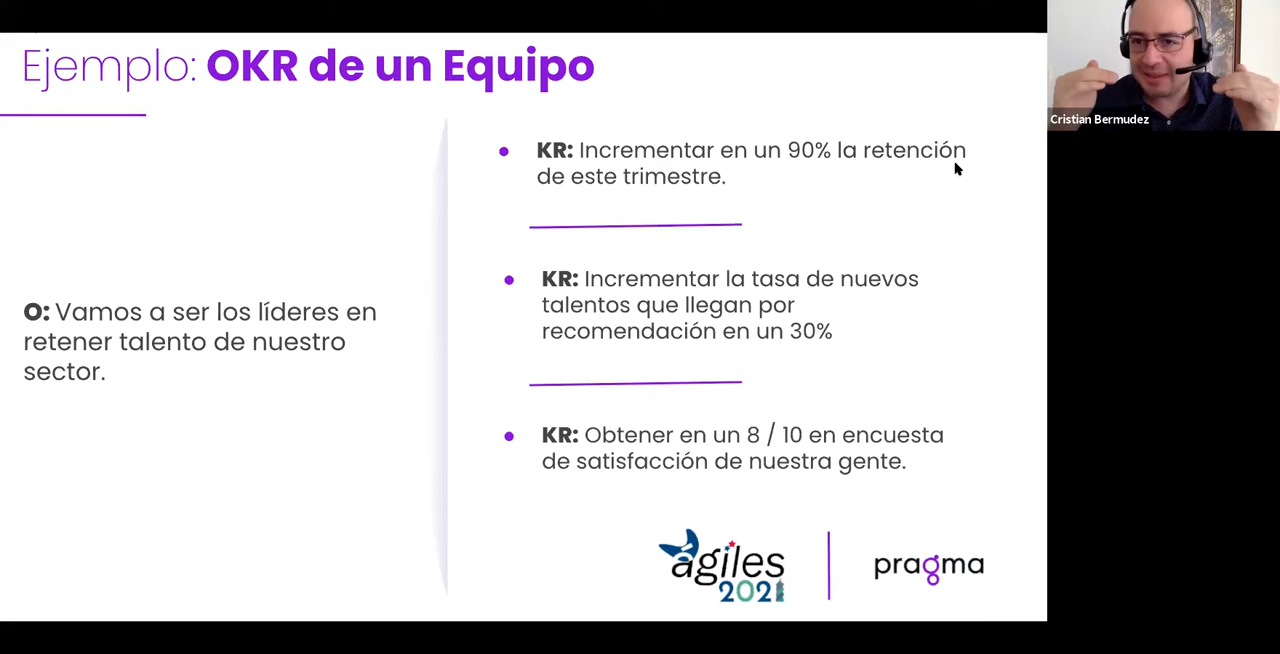 Ejemplo: OKR de un Equipo
Cristian Bermudez
O: Vamos a ser los líderes en
retener talento de nuestro
sector.
KR: Incrementar en un 90% la retención
de este trimestre.
KR: Incrementar la tasa de nuevos
talentos que llegan por
recomendación en un 30%
KR: Obtener en un 8 / 10 en encuesta
de satisfacción de nuestra gente.
agiles
2021
pragma